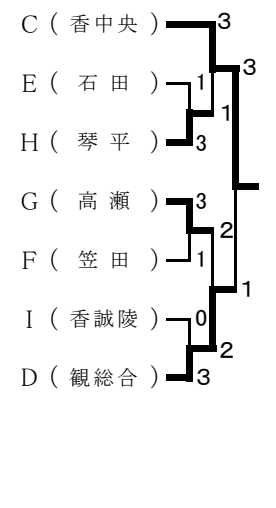 C ( 香中央 ) 3
3
E ( 石田 ) 1
1
H ( 琴平 ) 3
G ( 高瀬 ) 3
2
F ( 笠田 ) 1
1
I ( 香誠陵 ) 0
2
D ( 観総合 ) 3